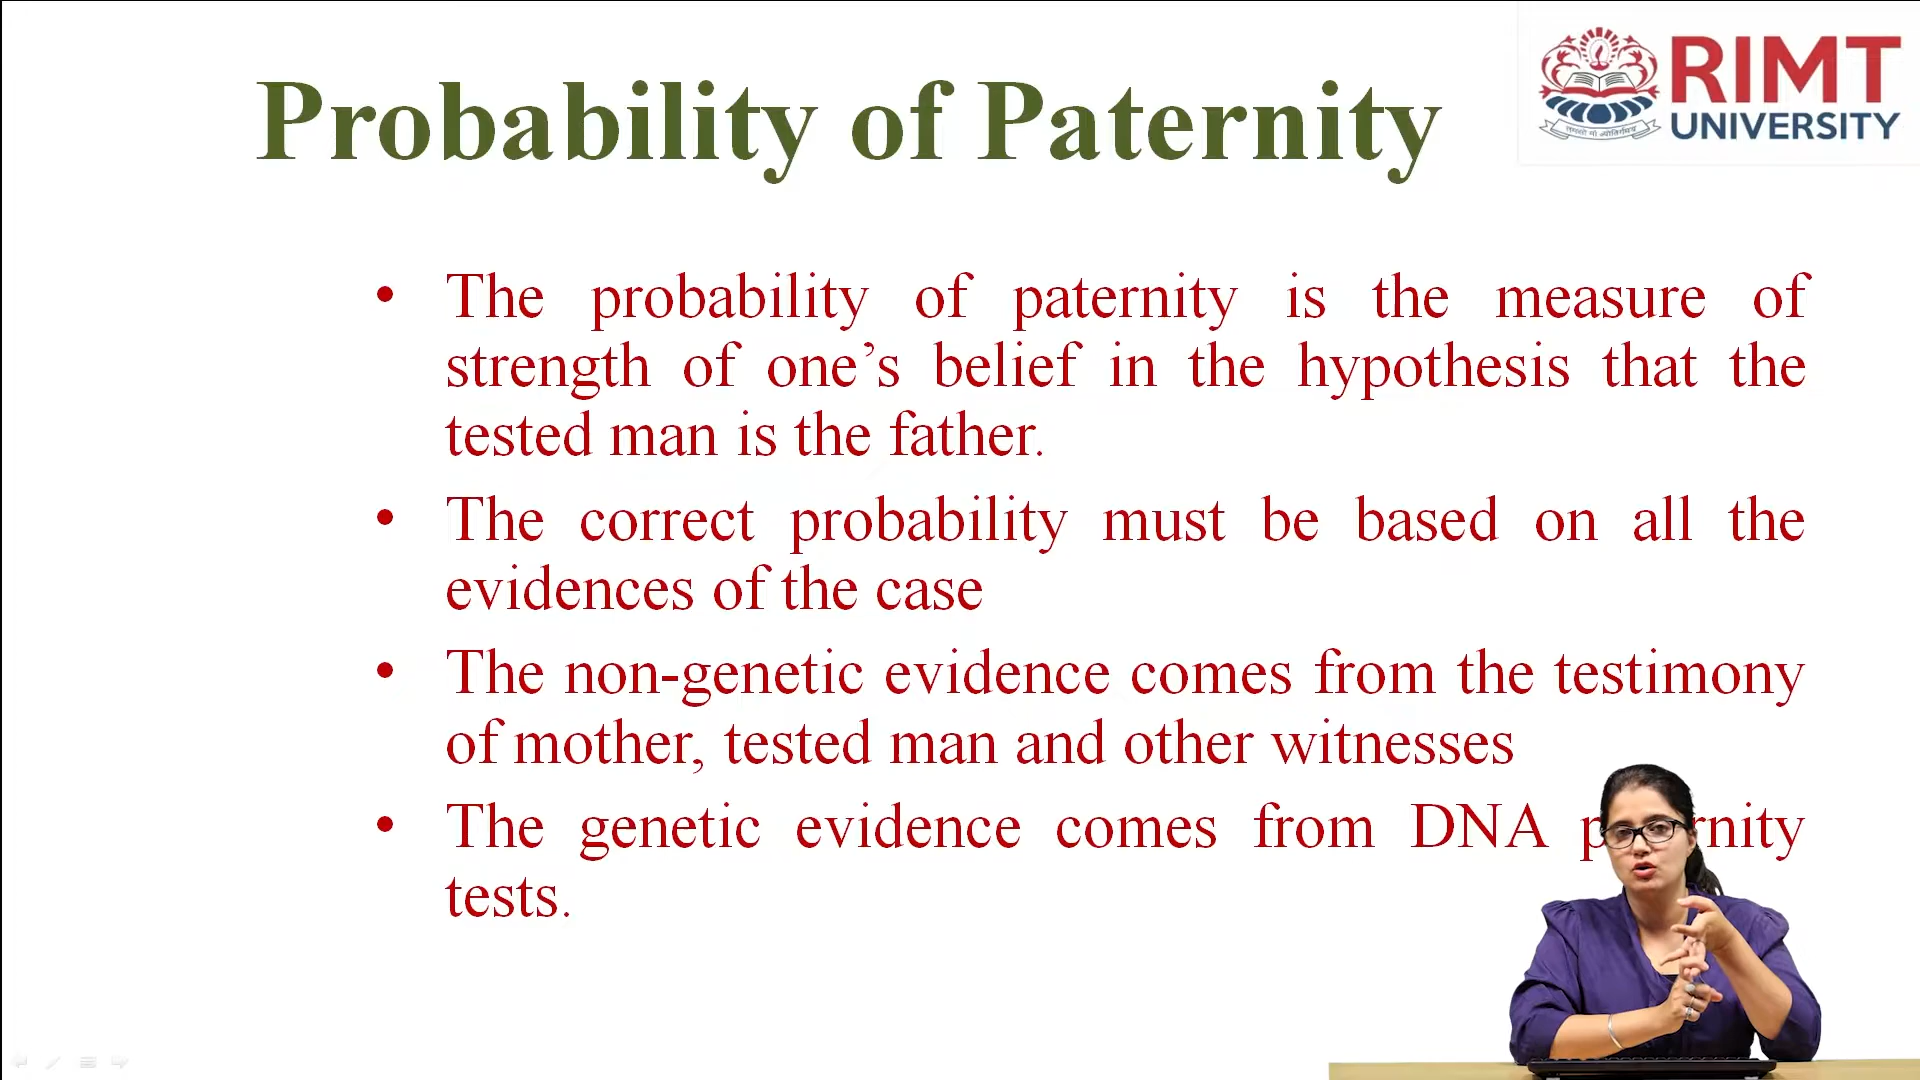 Probability of Paternity
RIMT
UNIVERSITY
• The probability of paternity is the measure of
strength of one’s belief in the hypothesis that the
tested man is the father.
• The correct probability must be based on all the
evidences of the case
• The non-genetic evidence comes from the testimony
of mother, tested man and other witnesses
• The genetic evidence comes from DNA
tests.